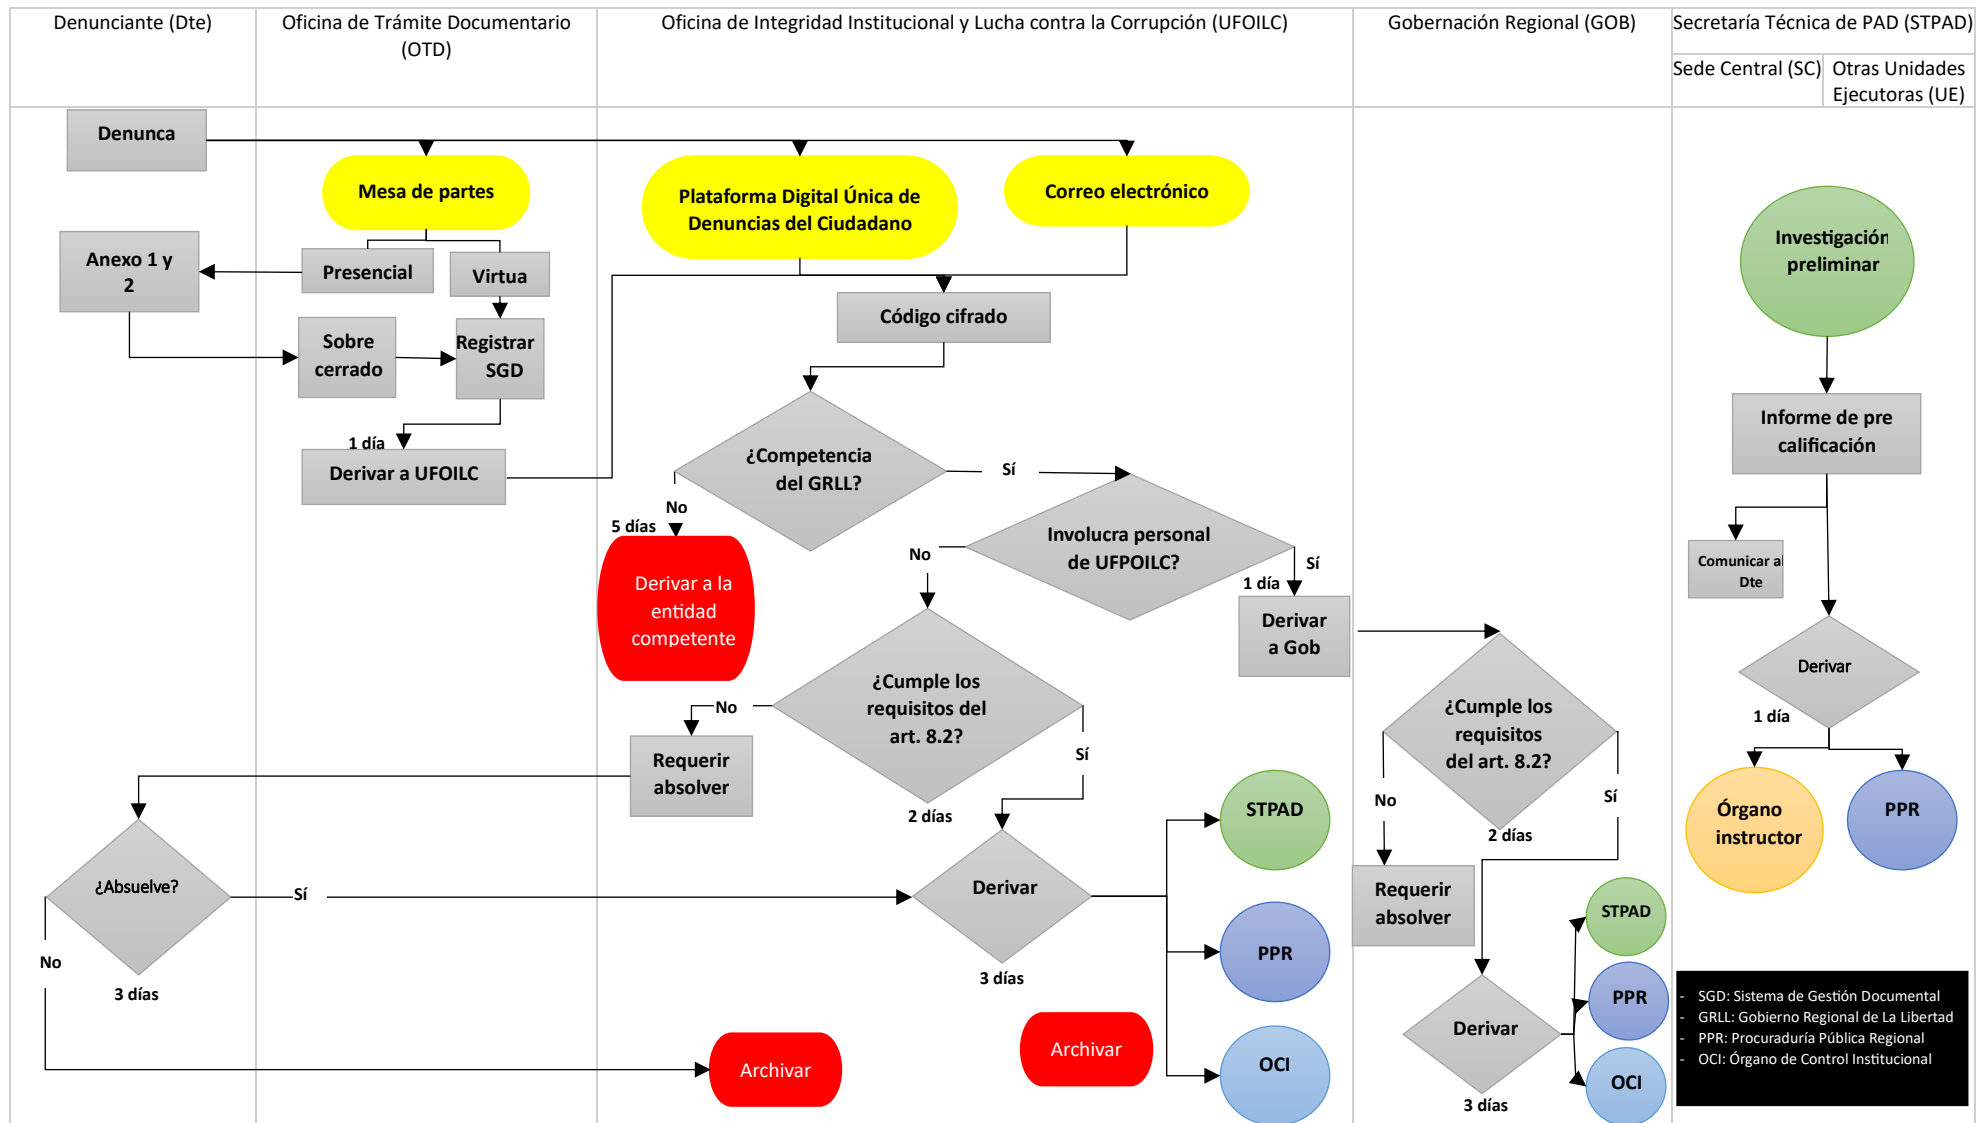 Denunciante (Dte)
Oficina de Trámite Documentario
(OTD)
Oficina de Integridad Institucional y Lucha contra la Corrupción (UFOILC)
Gobernación Regional (GOB)
Secretaría Técnica de PAD (STPAD)
Sede Central (SC)
Otras Unidades
Ejecutoras (UE)
Denunca
Mesa de partes
Plataforma Digital Única de
Denuncias del Ciudadano
Correo electrónico
Anexo 1 y
2
Presencial
Virtua
Sobre
cerrado
Registrar
SGD
1 día
Derivar a UFOILC
Código cifrado
¿Competencia
del GRLL?
Sí
No
5 días
Derivar a la
entidad
competente
Involucra personal
de UFPOILC?
No
Sí
1 día
Derivar
a Gob
¿Cumple los
requisitos del
art. 8.2?
No
Sí
2 días
Requerir
absolver
¿Absuelve?
Sí
No
3 días
Derivar
3 días
STPAD
PPR
OCI
Archivar
Archivar
¿Cumple los
requisitos
del art. 8.2?
No
Sí
2 días
Requerir
absolver
Derivar
3 días
STPAD
PPR
OCI
Investigación
preliminar
Informe de pre
calificación
Comunicar al
Dte
Derivar
1 día
Órgano
instructor
PPR
- SGD: Sistema de Gestión Documental
- GRLL: Gobierno Regional de La Libertad
- PPR: Procuraduría Pública Regional
- OCI: Órgano de Control Institucional